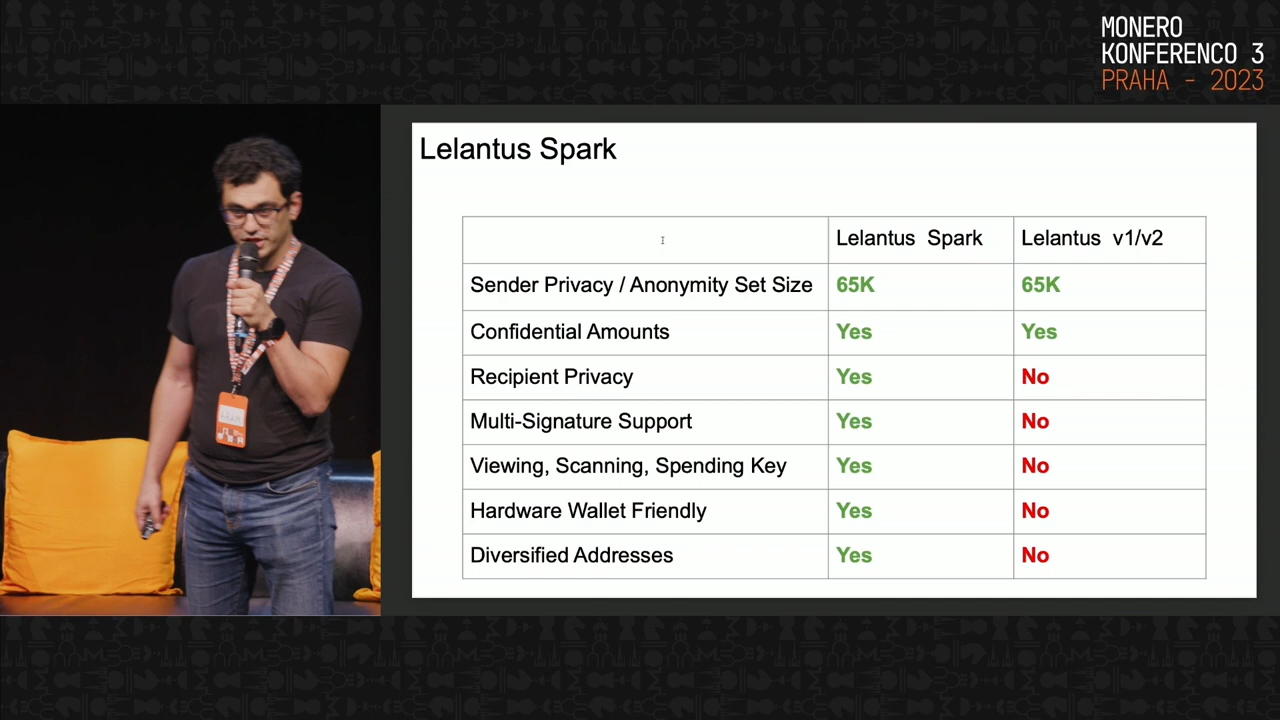 MONERO
KONFERENCO 3
PRAHA - 2023
Lelantus Spark
Lelantus Spark Lelantus v1/v2
Sender Privacy / Anonymity Set Size 65K 65K
Confidential Amounts Yes Yes
Recipient Privacy Yes No
Multi-Signature Support Yes No
Viewing, Scanning, Spending Key Yes No
Hardware Wallet Friendly Yes No
Diversified Addresses Yes No